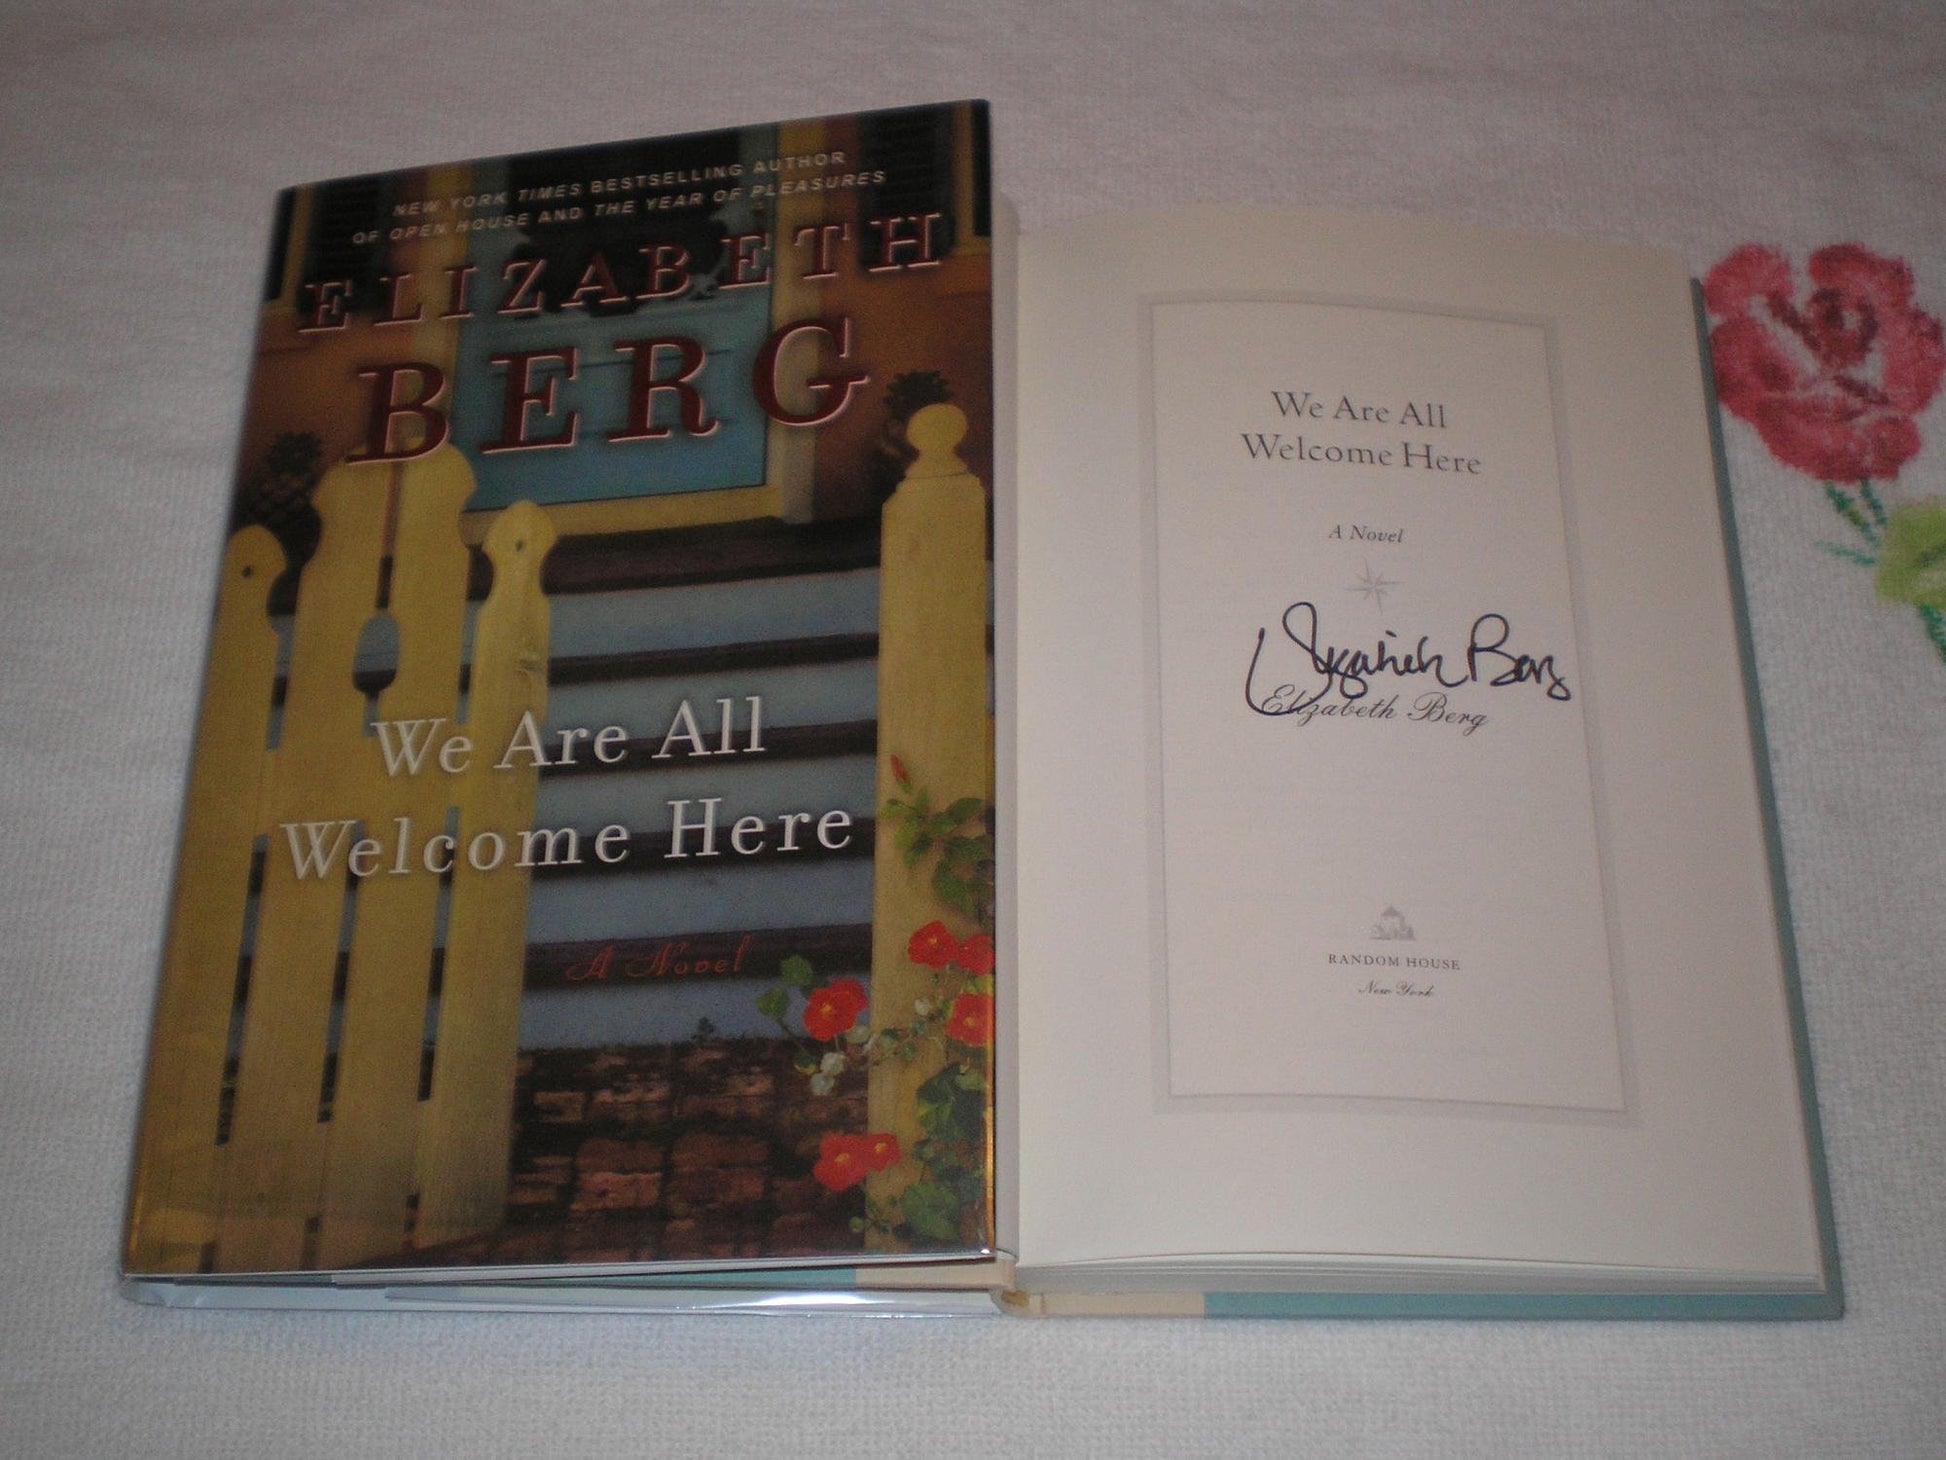 NEW YORK TIMES BESTSELLING AUTHOR
OF OPEN HOUSE AND THE YEAR OF PLEASURES
ELIZABETH
BERG
We Are All
Welcome Here
A Novel
We Are All
Welcome Here
A Novel
Elizabeth Berg
Elizabeth Berg
RANDOM HOUSE
New York